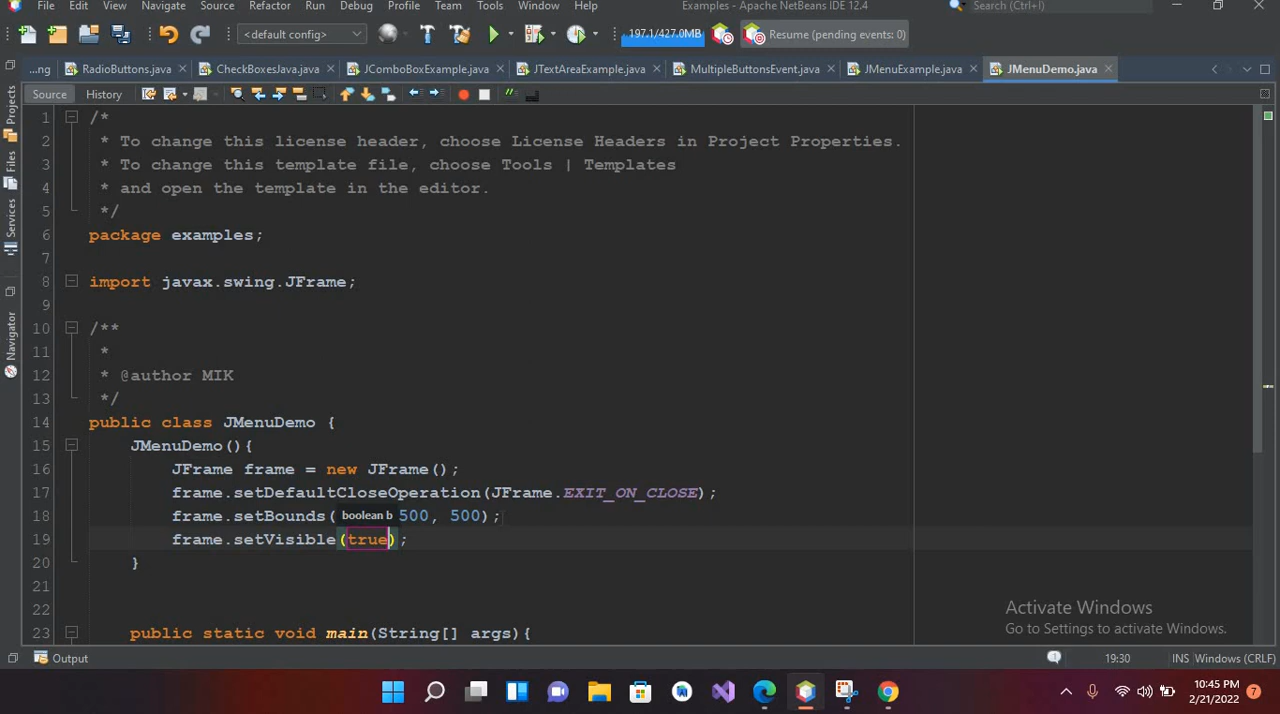 File Edit View Navigate Source Refactor Run Debug Profile Team Tools Window Help Examples - Apache NetBeans IDE 12.4 Search (Ctrl+I)
<default config> 197.1/427.0MB Resume (pending events: 0)
...ng RadioButtons.java CheckBoxesJava.java JComboBoxExample.java JTextAreaExample.java MultipleButtonsEvent.java JMenuExample.java JMenuDemo.java
Source History
Projects
Files
Services
Navigator
1 /*
2 * To change this license header, choose License Headers in Project Properties.
3 * To change this template file, choose Tools | Templates
4 * and open the template in the editor.
5 */
6 package examples;
7
8 import javax.swing.JFrame;
9
10 /**
11 *
12 * @author MIK
13 */
14 public class JMenuDemo {
15 JMenuDemo(){
16 JFrame frame = new JFrame();
17 frame.setDefaultCloseOperation(JFrame.EXIT_ON_CLOSE);
18 frame.setBounds( boolean b 500, 500);
19 frame.setVisible(true);
20 }
21
22
23 public static void main(String[] args){
Activate Windows
Go to Settings to activate Windows.
Output 19:30 INS Windows (CRLF)
10:45 PM
2/21/2022
7